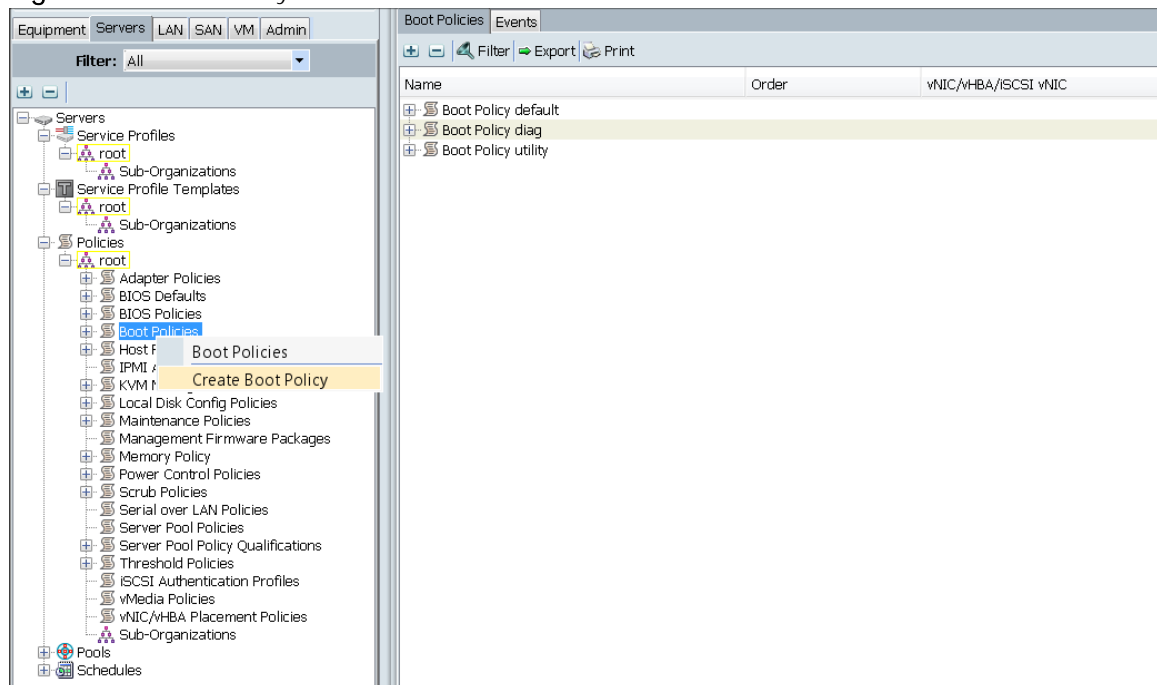 Equipment Servers LAN SAN VM Admin
Filter: All
Servers
Service Profiles
root
Sub-Organizations
Service Profile Templates
root
Sub-Organizations
Policies
root
Adapter Policies
BIOS Defaults
BIOS Policies
Boot Policies
Host F
IPMI
KVM
Local Disk Config Policies
Maintenance Policies
Management Firmware Packages
Memory Policy
Power Control Policies
Scrub Policies
Serial over LAN Policies
Server Pool Policies
Server Pool Policy Qualifications
Threshold Policies
iSCSI Authentication Profiles
vMedia Policies
vNIC/vHBA Placement Policies
Sub-Organizations
Pools
Schedules
Boot Policies
Create Boot Policy
Boot Policies Events
Filter Export Print
Name Order vNIC/vHBA/iSCSI vNIC
Boot Policy default
Boot Policy diag
Boot Policy utility